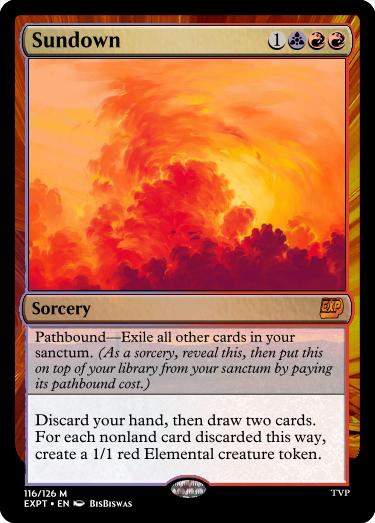 Sundown 1
EXP
Sorcery
Pathbound—Exile all other cards in your
sanctum. (As a sorcery, reveal this, then put this
on top of your library from your sanctum by paying
its pathbound cost.)
Discard your hand, then draw two cards.
For each nonland card discarded this way,
create a 1/1 red Elemental creature token.
116/126 M
EXPT • EN BisBiswas
TVP